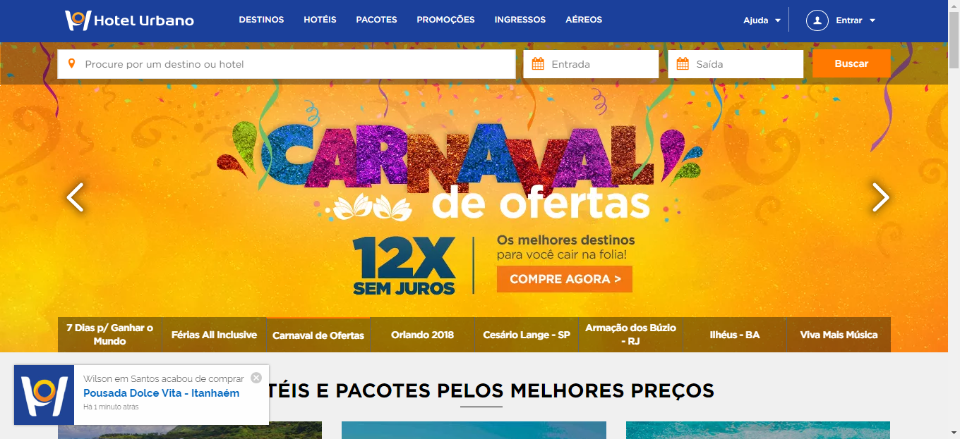 Hotel Urbano
DESTINOS HOTÉIS PACOTES PROMOÇÕES INGRESSOS AÉREOS
Ajuda Entrar
Procure por um destino ou hotel
Entrada
Saída
Buscar
CARNAVAL
de ofertas
12X
SEM JUROS
Os melhores destinos
para você cair na folia!
COMPRE AGORA >
7 Dias p/ Ganhar o
Mundo
Férias All Inclusive
Carnaval de Ofertas
Orlando 2018
Cesário Lange - SP
Armação dos Búzio
- RJ
Ilhéus - BA
Viva Mais Música
Wilson em Santos acabou de comprar
Pousada Dolce Vita - Itanhaém
Há 1 minuto atrás
TÉIS E PACOTES PELOS MELHORES PREÇOS